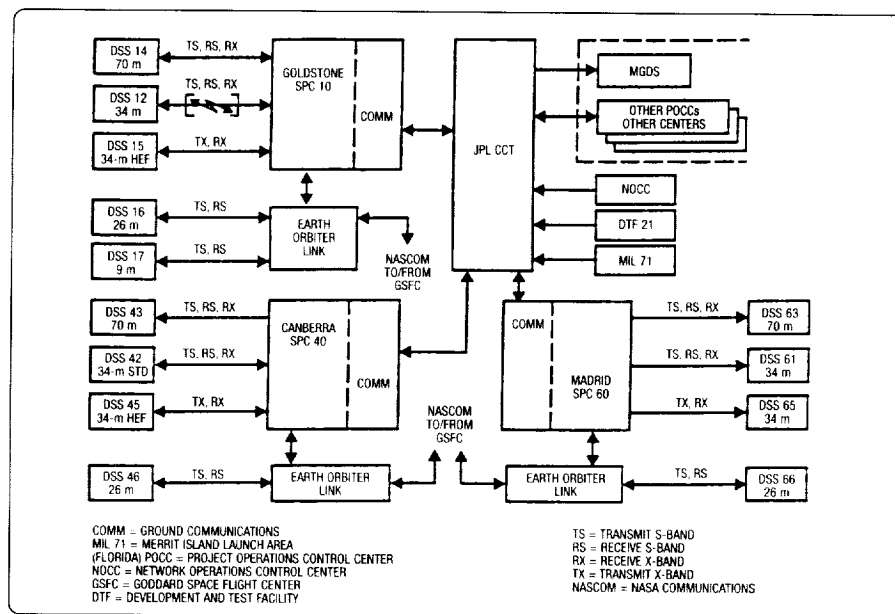 DSS 14
70 m
TS, RS, RX
GOLDSTONE
SPC 10
COMM
DSS 12
34 m
TS, RS, RX
DSS 15
34-m HEF
TX, RX
DSS 16
26 m
TS, RS
DSS 17
9 m
TS, RS
EARTH
ORBITER
LINK
NASCOM
TO/FROM
GSFC
JPL CCT
MGDS
OTHER POCCs
OTHER CENTERS
NOCC
DTF 21
MIL 71
DSS 43
70 m
TS, RS, RX
CANBERRA
SPC 40
COMM
DSS 42
34-m STD
TS, RS, RX
DSS 45
34-m HEF
TX, RX
DSS 46
26 m
TS, RS
EARTH ORBITER
LINK
NASCOM
TO/FROM
GSFC
COMM
MADRID
SPC 60
TS, RS, RX
DSS 63
70 m
TS, RS, RX
DSS 61
34 m
TX, RX
DSS 65
34 m
EARTH ORBITER
LINK
TS, RS
DSS 66
26 m
COMM = GROUND COMMUNICATIONS
MIL 71 = MERRIT ISLAND LAUNCH AREA
(FLORIDA) POCC = PROJECT OPERATIONS CONTROL CENTER
NOCC = NETWORK OPERATIONS CONTROL CENTER
GSFC = GODDARD SPACE FLIGHT CENTER
DTF = DEVELOPMENT AND TEST FACILITY
TS = TRANSMIT S-BAND
RS = RECEIVE S-BAND
RX = RECEIVE X-BAND
TX = TRANSMIT X-BAND
NASCOM = NASA COMMUNICATIONS